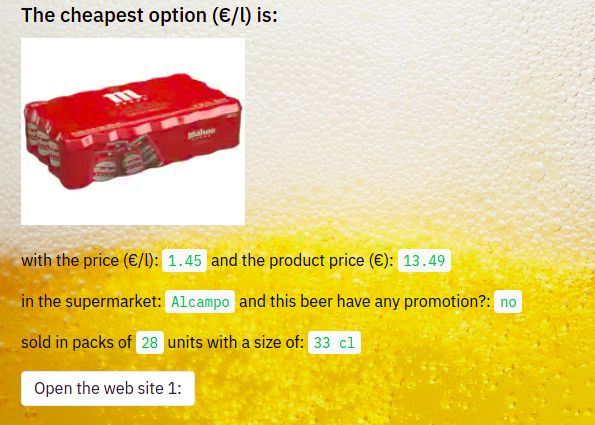 The cheapest option (€/l) is:
m
Mahou
with the price (€/l): 1.45 and the product price (€): 13.49
in the supermarket: Alcampo and this beer have any promotion?: no
sold in packs of 28 units with a size of: 33 cl
Open the web site 1: